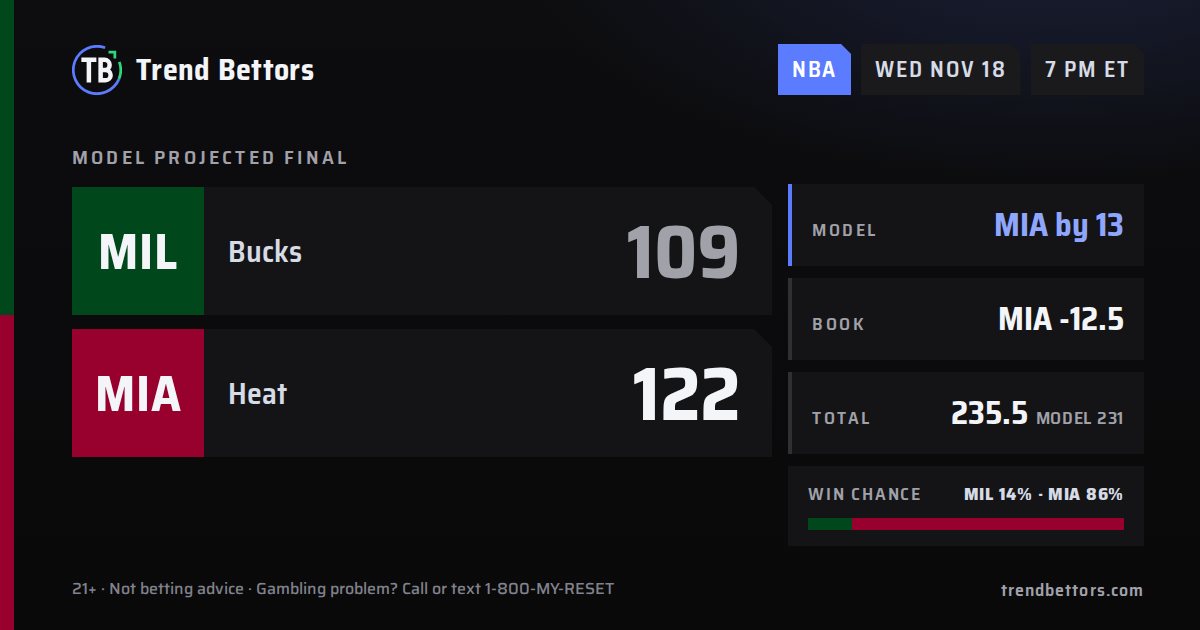 TB Trend Bettors
NBA WED NOV 18 7 PM ET
MODEL PROJECTED FINAL
MIL Bucks 109
MIA Heat 122
MODEL MIA by 13
BOOK MIA -12.5
TOTAL 235.5 MODEL 231
WIN CHANCE MIL 14% · MIA 86%
21+ · Not betting advice · Gambling problem? Call or text 1-800-MY-RESET
trendbettors.com